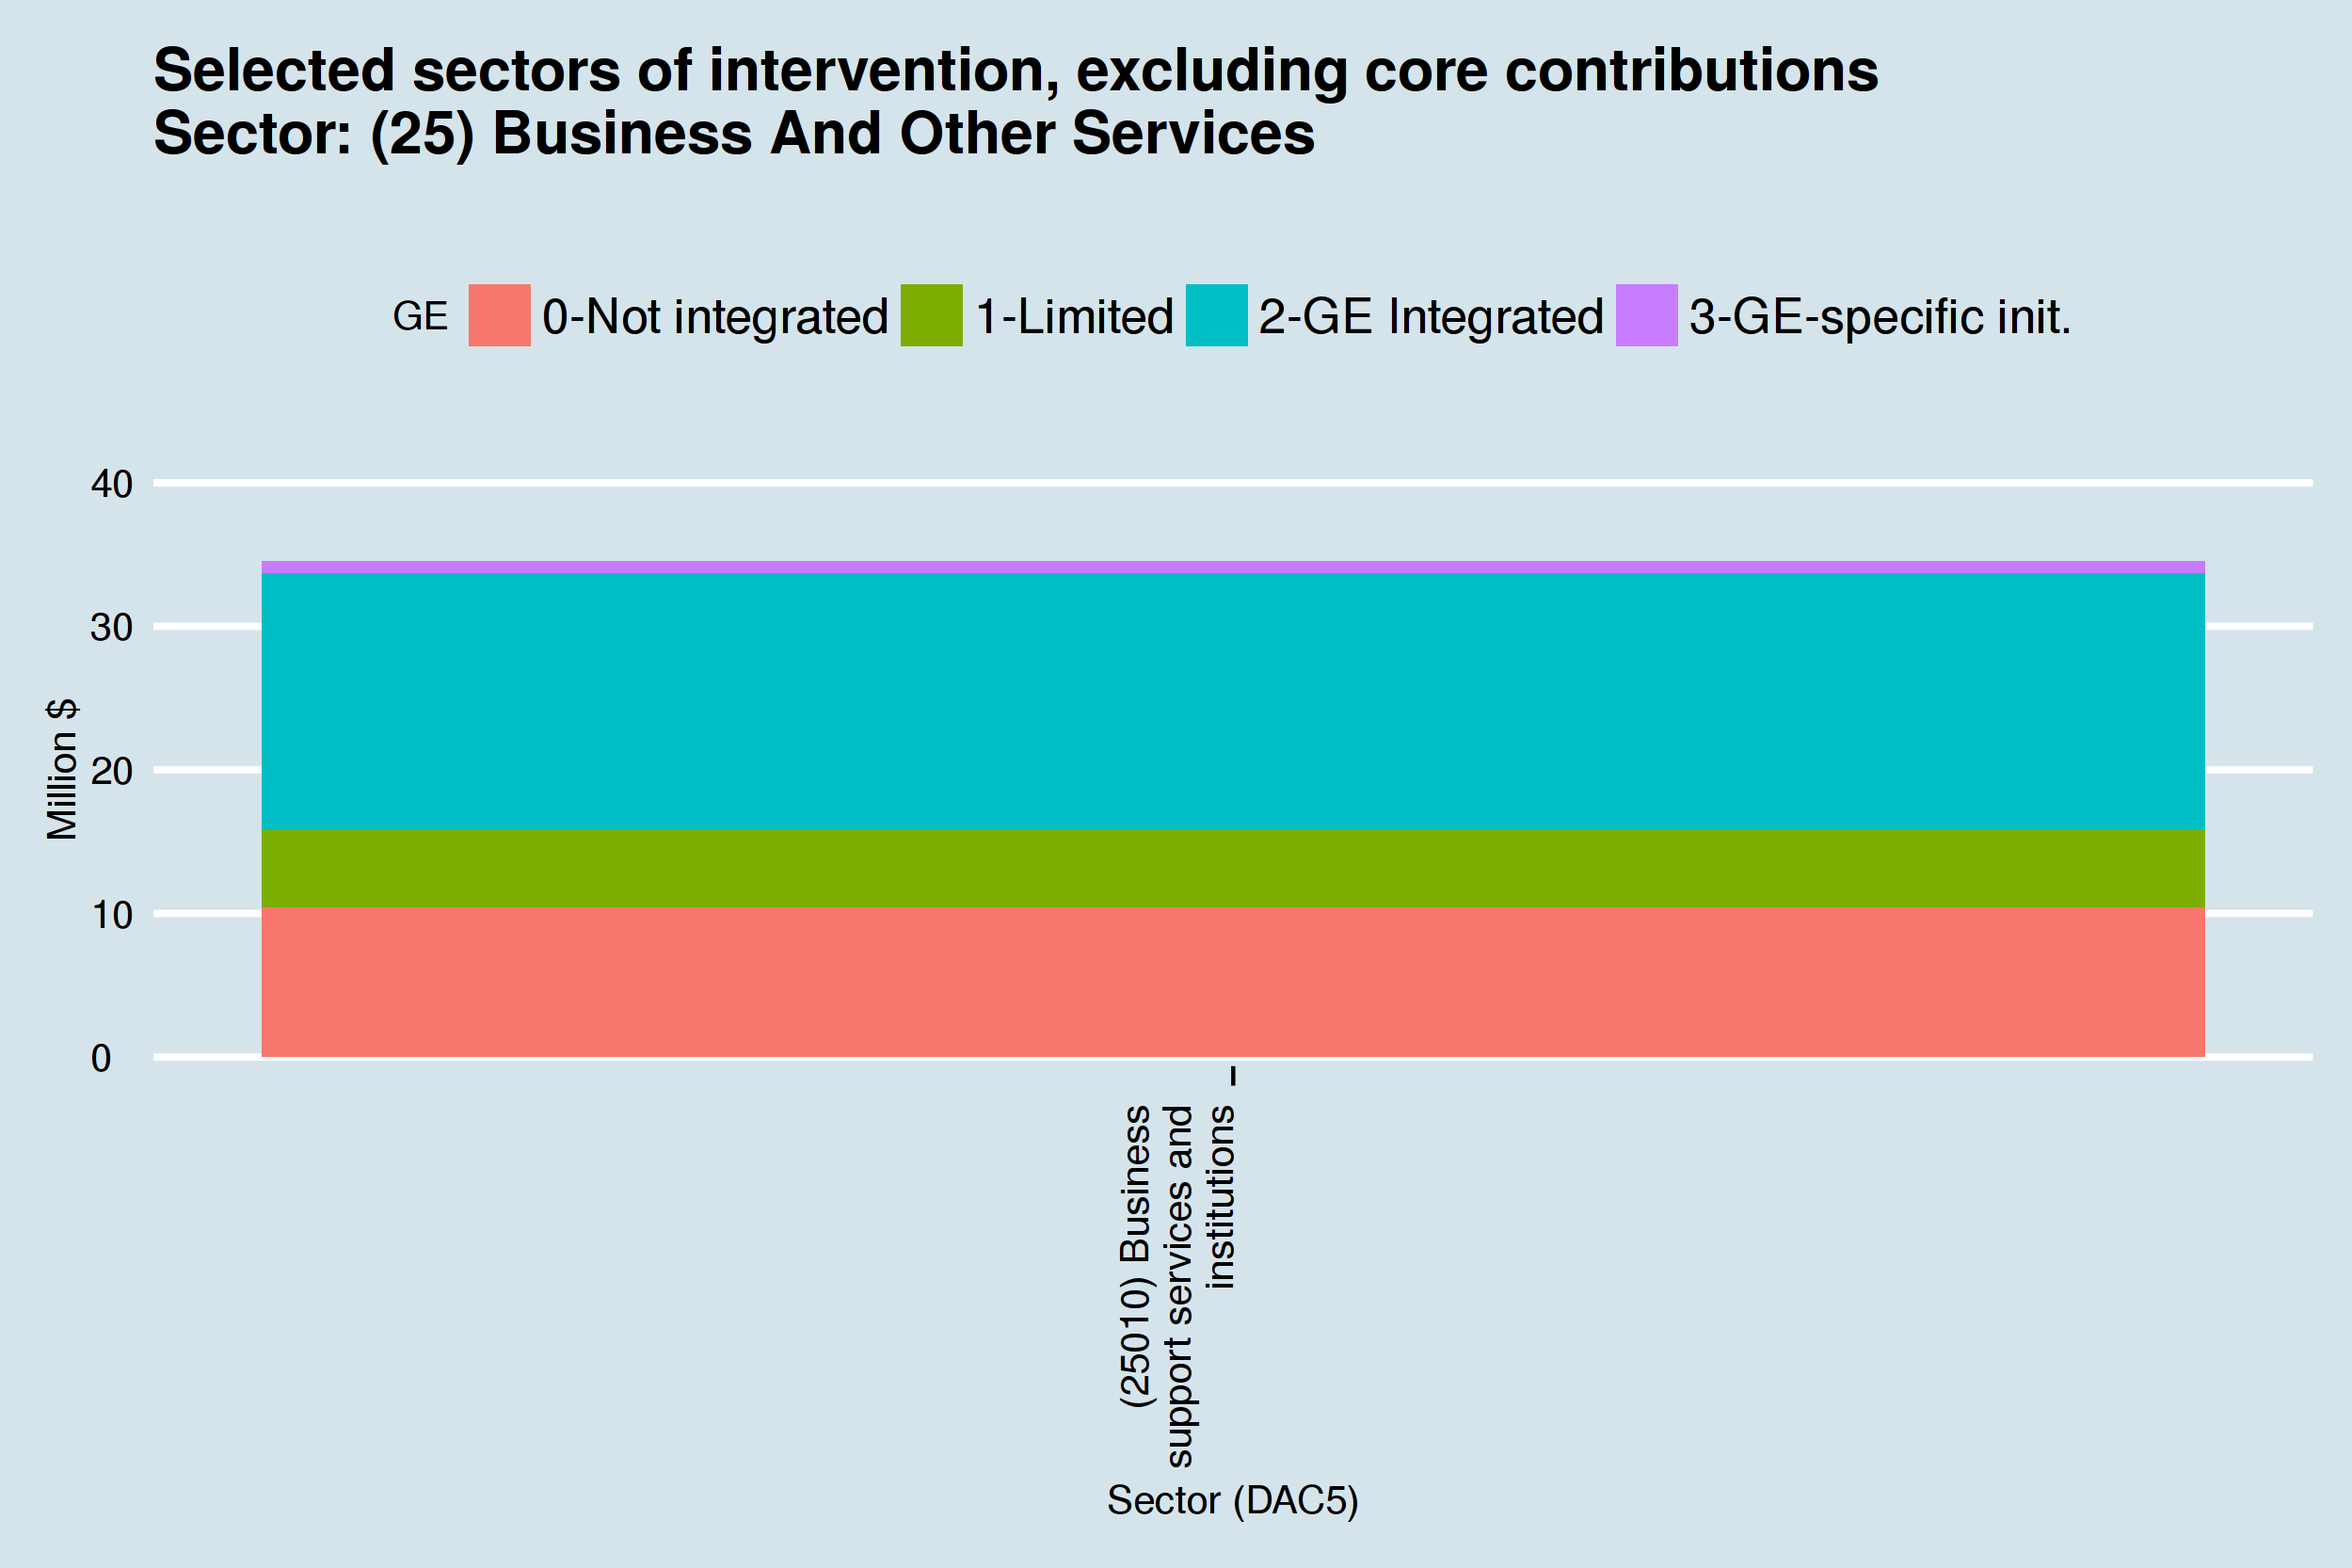 Selected sectors of intervention, excluding core contributions
Sector: (25) Business And Other Services
GE 0-Not integrated 1-Limited 2-GE Integrated 3-GE-specific init.
40
30
20
10
0
Million $
(25010) Business
support services and
institutions
Sector (DAC5)